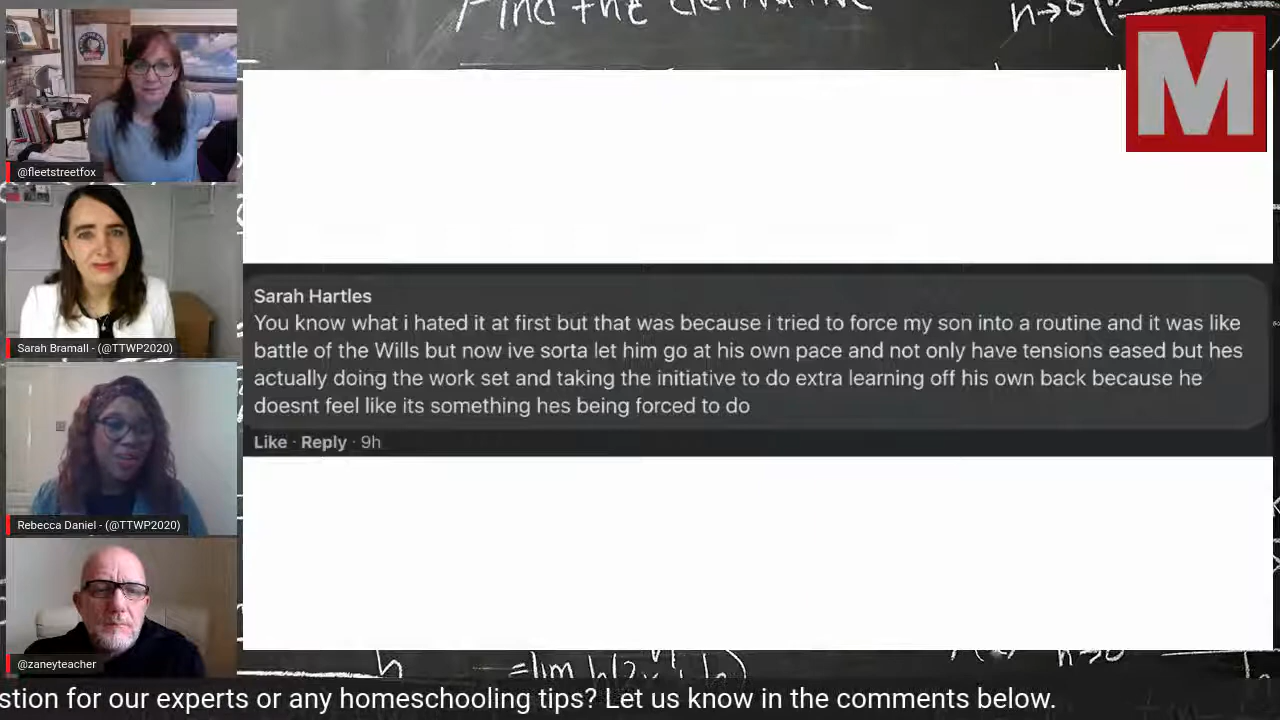 Find the derivative
M
@fleetstreetfox
Sarah Bramall - (@TTWP2020)
Rebecca Daniel - (@TTWP2020)
@zaneyteacher
Sarah Hartles
You know what i hated it at first but that was because i tried to force my son into a routine and it was like
battle of the Wills but now ive sorta let him go at his own pace and not only have tensions eased but hes
actually doing the work set and taking the initiative to do extra learning off his own back because he
doesnt feel like its something hes being forced to do
Like · Reply · 9h
stion for our experts or any homeschooling tips? Let us know in the comments below.